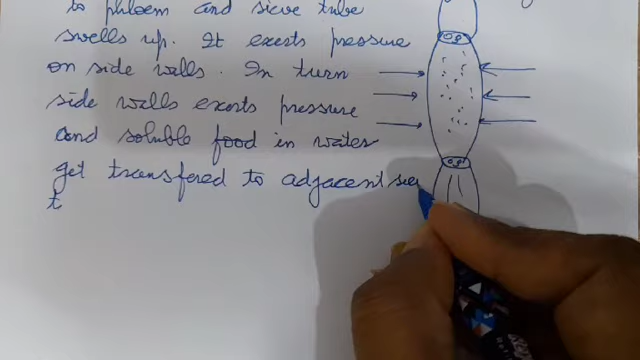 to phloem and sieve tube
swells up. It exerts pressure
on side walls. In turn
side walls exerts pressure
and soluble food in water
get transfered to adjacent sie
t